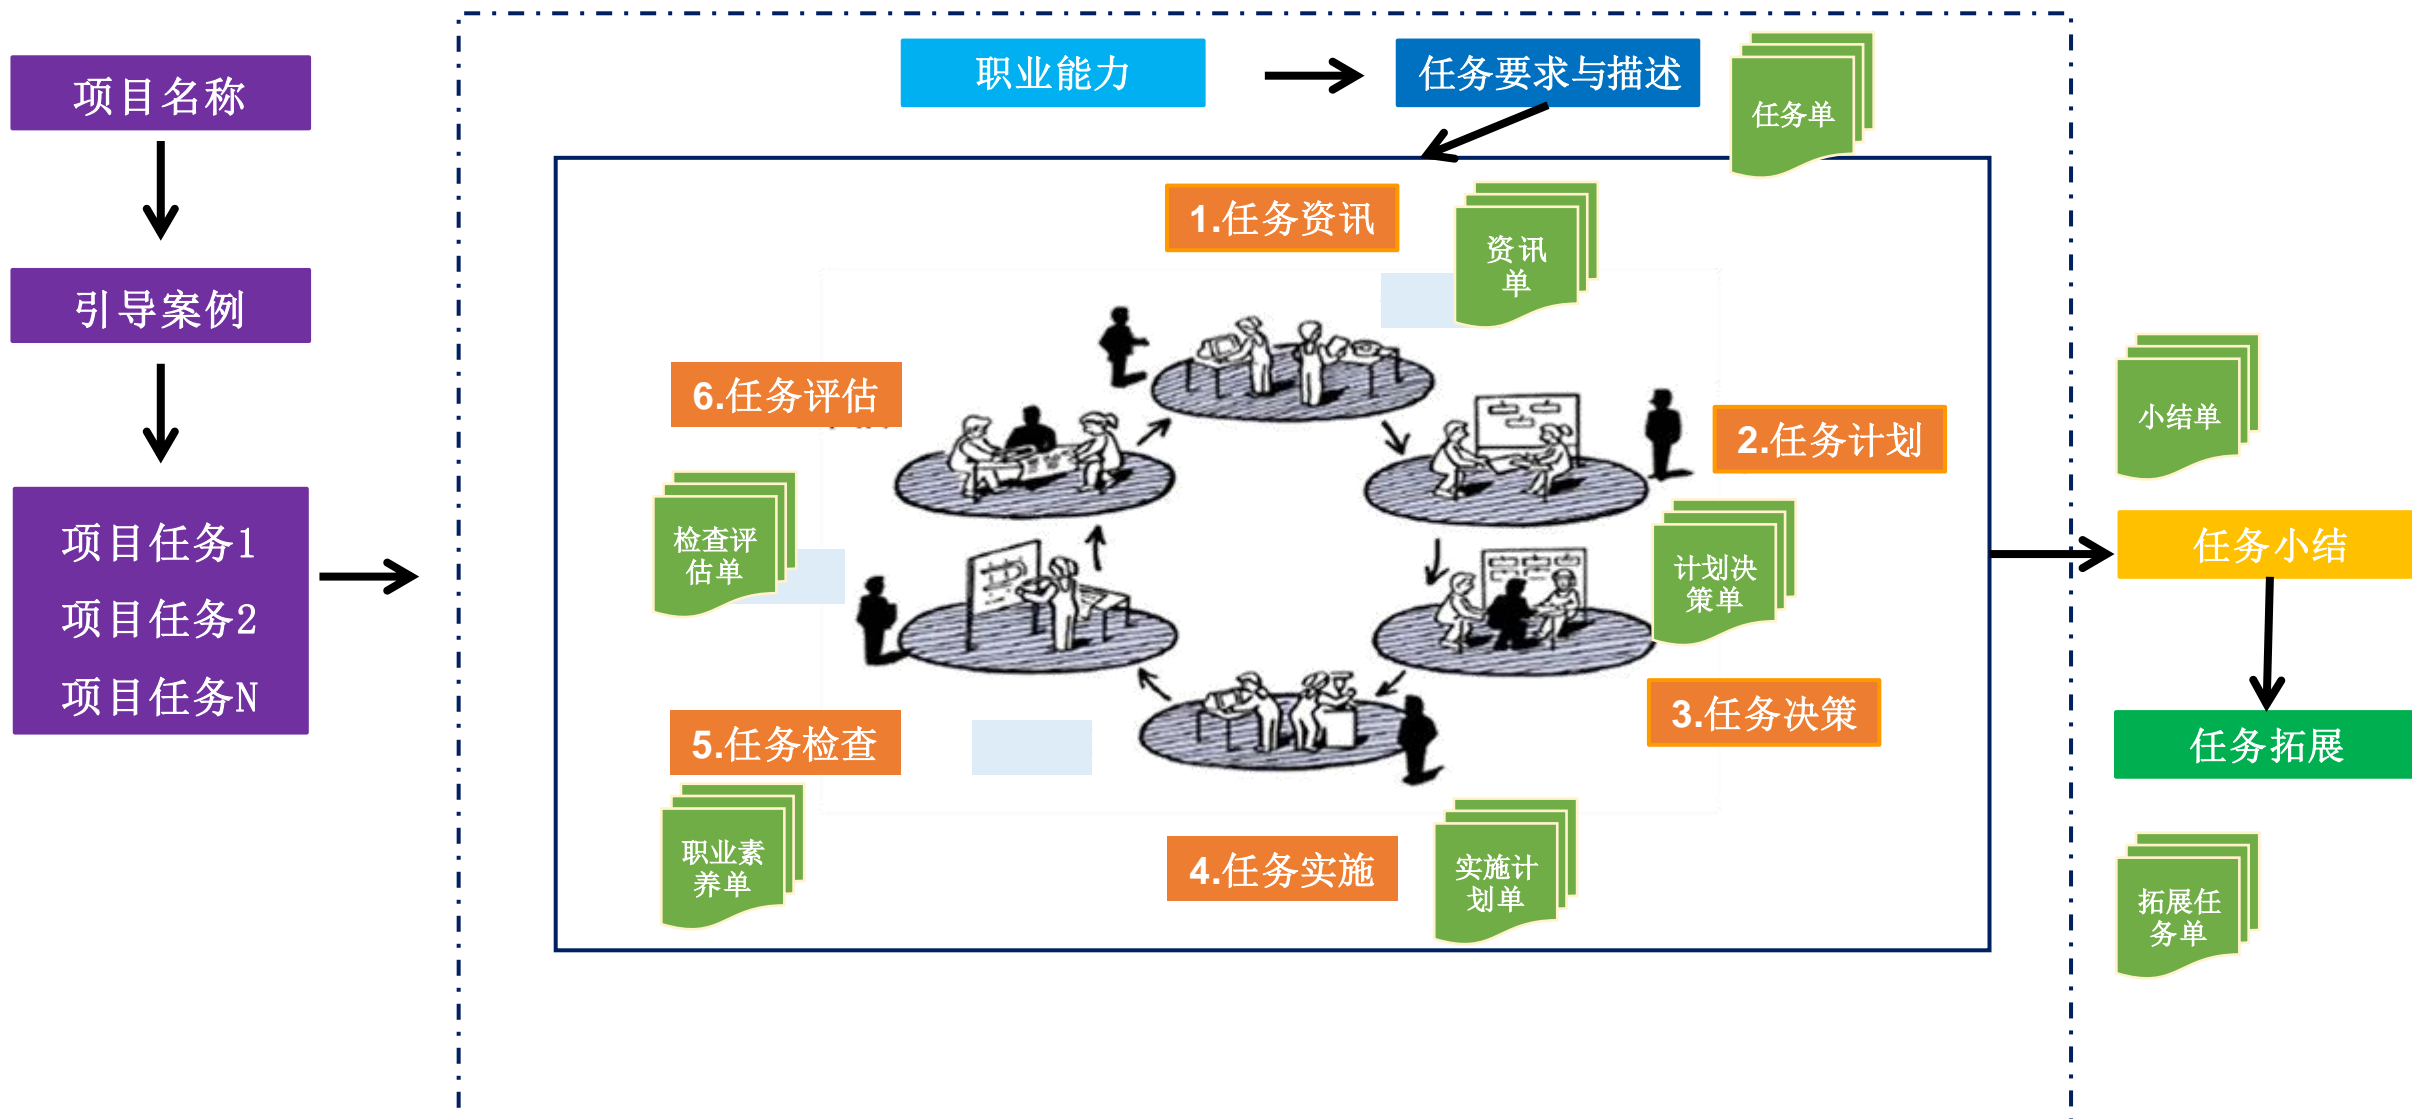 项目名称
引导案例
项目任务1
项目任务2
项目任务N
职业能力
任务要求与描述
任务单
1.任务资讯
资讯
单
6.任务评估
2.任务计划
检查评
估单
计划决
策单
5.任务检查
3.任务决策
职业素
养单
4.任务实施
实施计
划单
小结单
任务小结
任务拓展
拓展任
务单